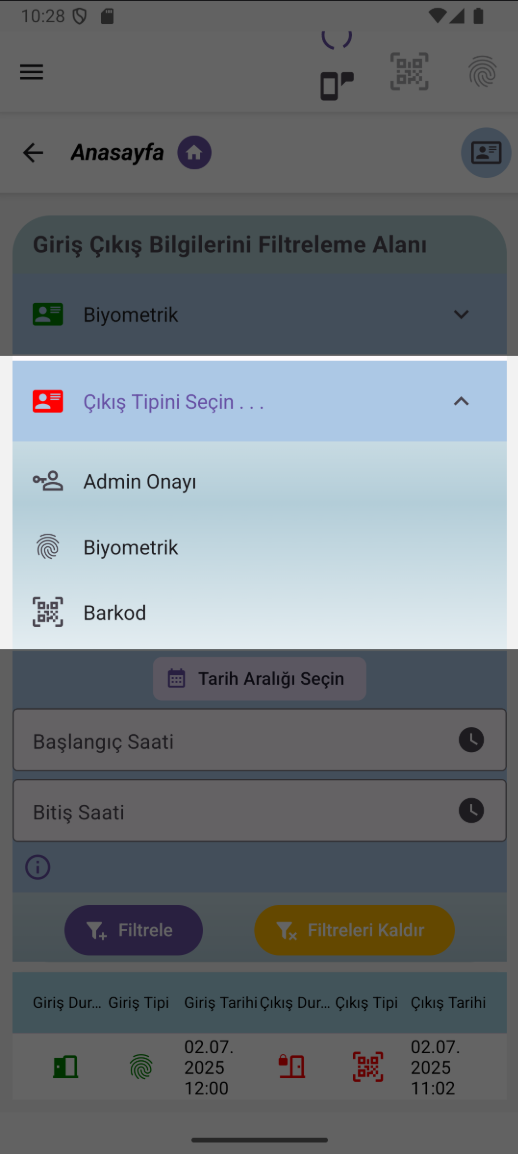 10:28
Anasayfa
Giriş Çıkış Bilgilerini Filtreleme Alanı
Biyometrik
Çıkış Tipini Seçin . . .
Admin Onayı
Biyometrik
Barkod
Tarih Aralığı Seçin
Başlangıç Saati
Bitiş Saati
Filtrele
Filtreleri Kaldır
Giriş Dur... Giriş Tipi Giriş Tarihi Çıkış Dur... Çıkış Tipi Çıkış Tarihi
02.07. 02.07.
2025 2025
12:00 11:02